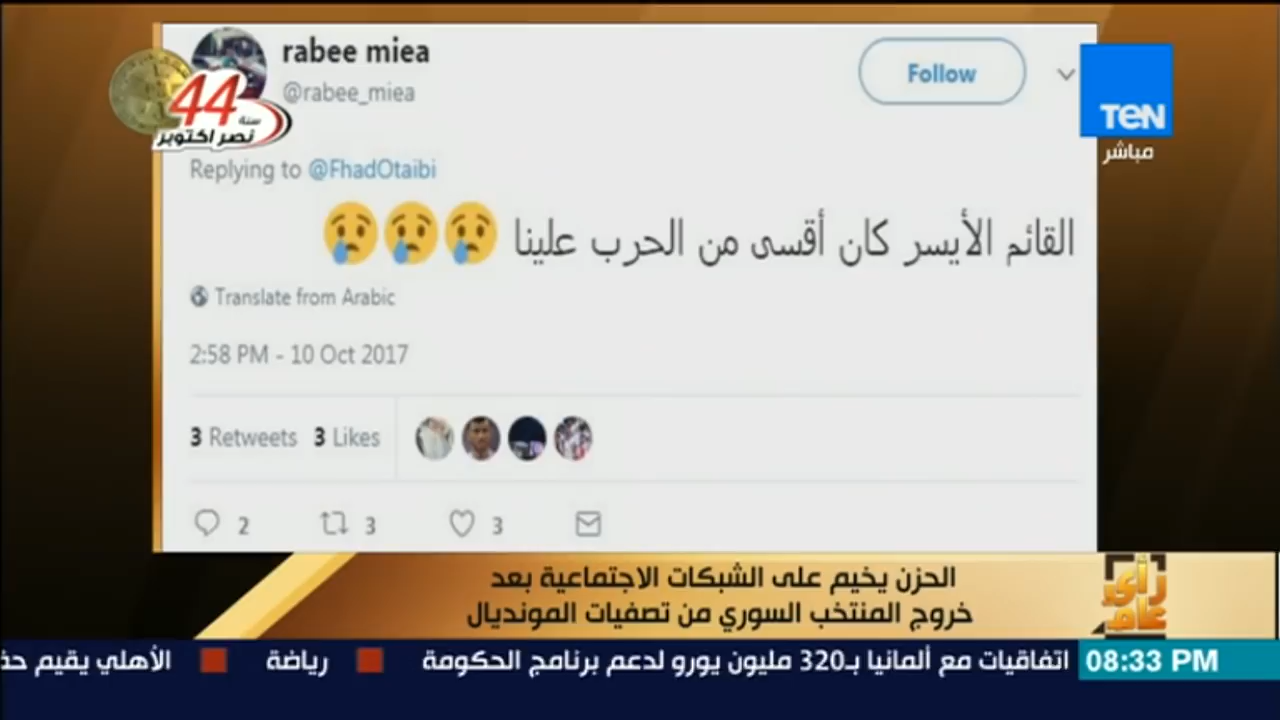 rabee miea
@rabee_miea
Follow
44
سنة
نصر اكتوبر
TEN
مباشر
Replying to @FhadOtaibi
القائم الأيسر كان أقسى من الحرب علينا 😢😢😢
Translate from Arabic
2:58 PM - 10 Oct 2017
3 Retweets 3 Likes
2 3 3
الحزن يخيم على الشبكات الاجتماعية بعد
خروج المنتخب السوري من تصفيات المونديال
رأى عام
08:33 PM
اتفاقيات مع ألمانيا بـ320 مليون يورو لدعم برنامج الحكومة
رياضة
الأهلي يقيم حف